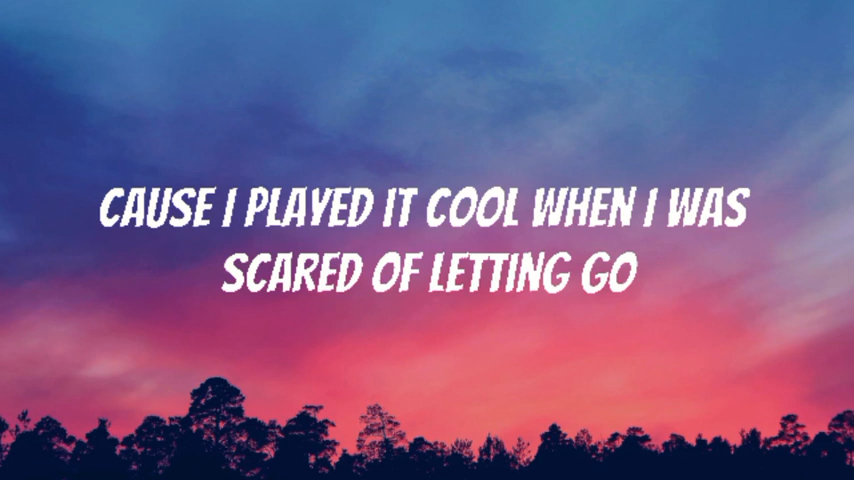 CAUSE I PLAYED IT COOL WHEN I WAS
SCARED OF LETTING GO